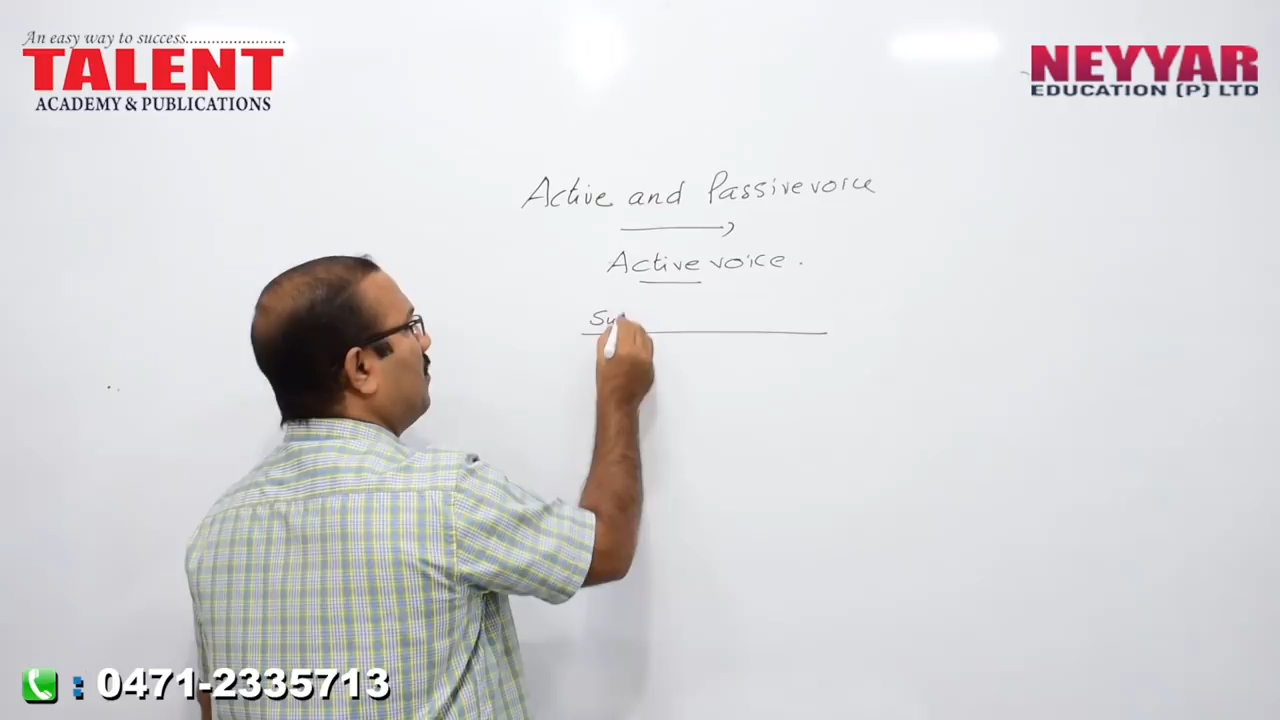 An easy way to success.......................
TALENT
ACADEMY & PUBLICATIONS
NEYYAR
EDUCATION (P) LTD
Active and Passive voice
Active voice.
Su
: 0471-2335713